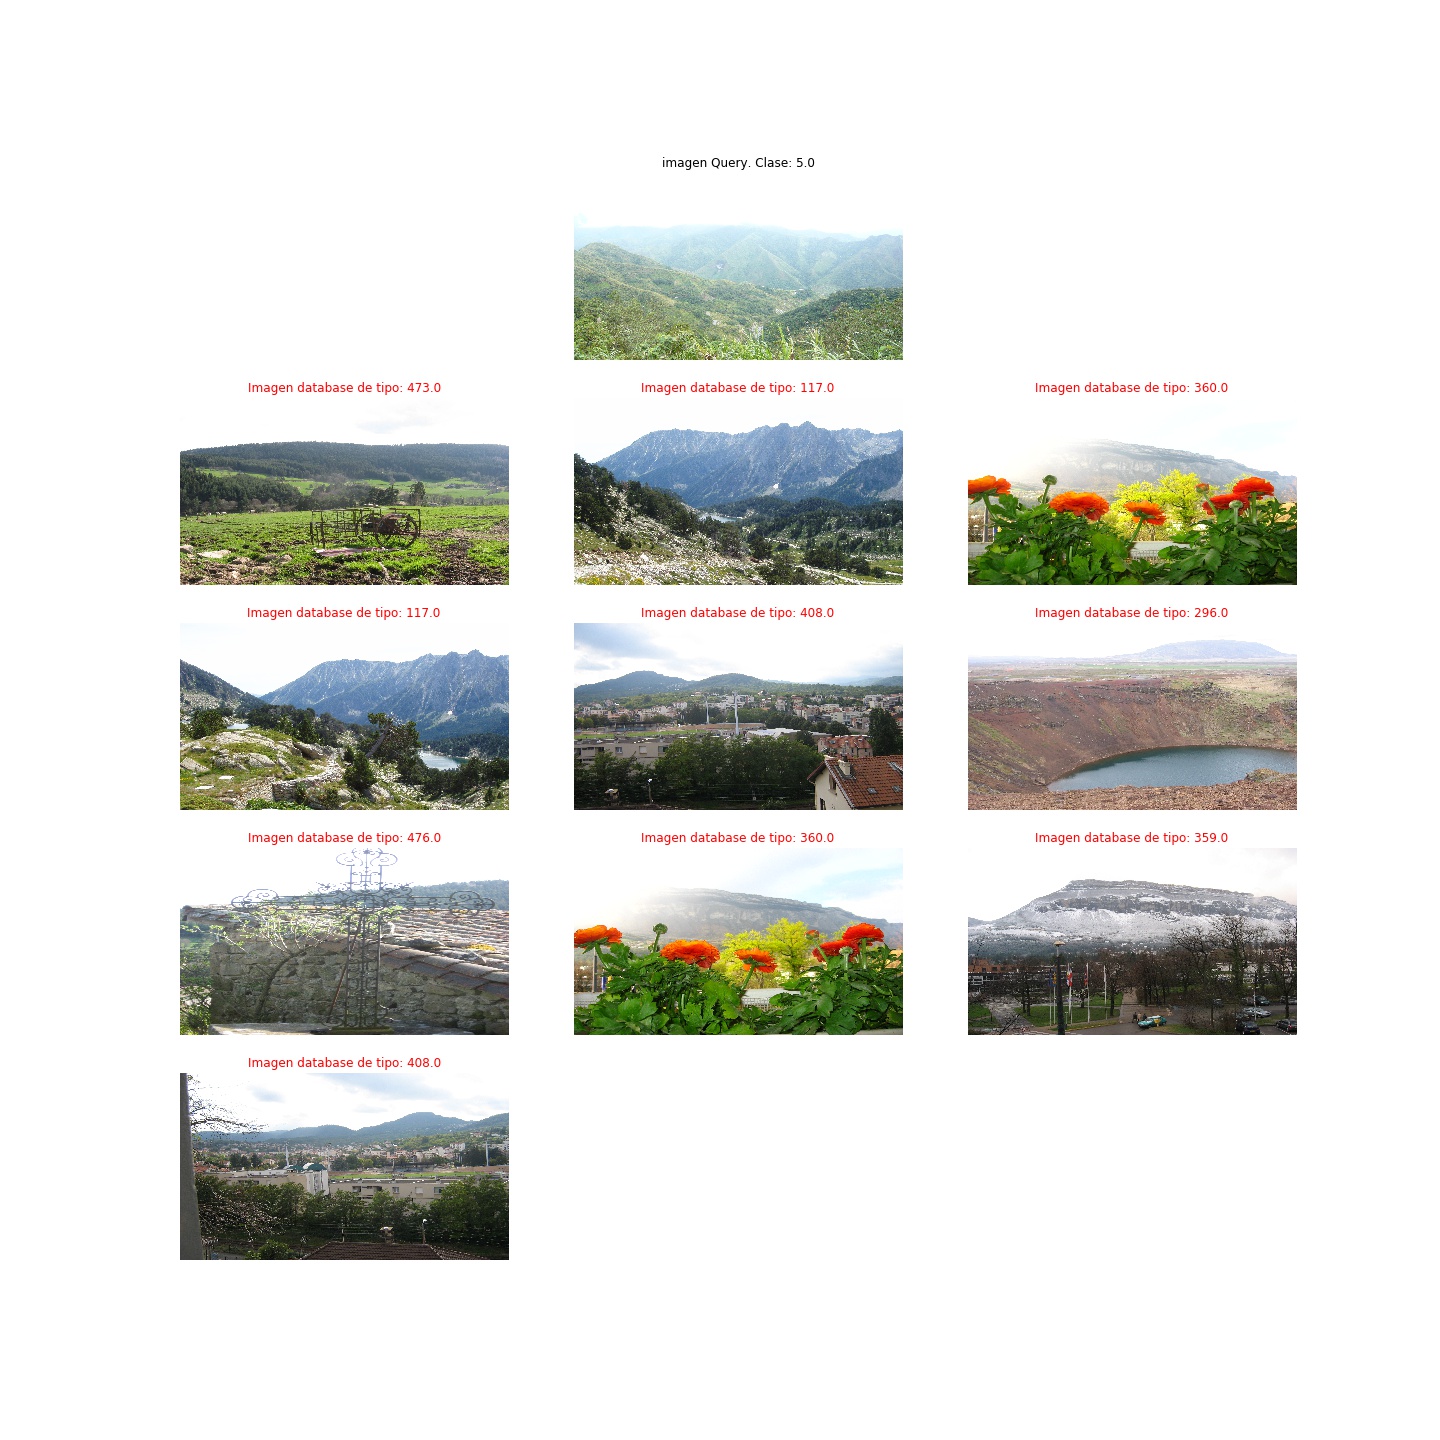 imagen Query. Clase: 5.0
Imagen database de tipo: 473.0
Imagen database de tipo: 117.0
Imagen database de tipo: 360.0
Imagen database de tipo: 117.0
Imagen database de tipo: 408.0
Imagen database de tipo: 296.0
Imagen database de tipo: 476.0
Imagen database de tipo: 360.0
Imagen database de tipo: 359.0
Imagen database de tipo: 408.0